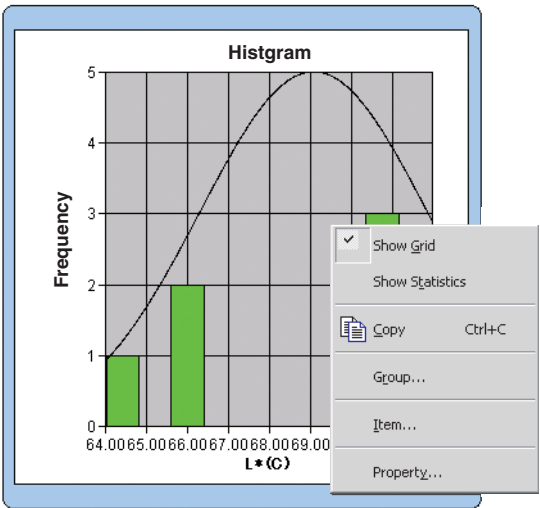 Histgram
Frequency
5
4
3
2
1
0
64.00 65.00 66.00 67.00 68.00 69.00
L*(C)
Show Grid
Show Statistics
Copy Ctrl+C
Group...
Item...
Property...